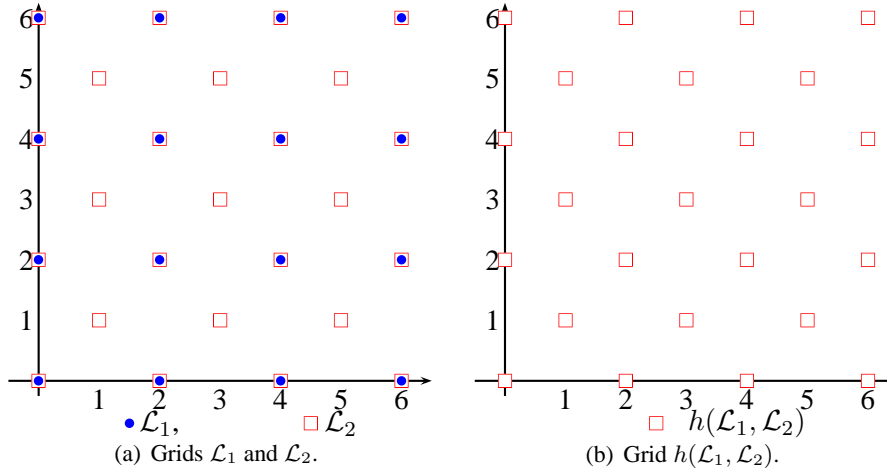 6 6
5 5
4 4
3 3
2 2
1 1
1 2 3 4 5 6 1 2 3 4 5 6
ℒ₁, ℒ₂ h(ℒ₁, ℒ₂)
(a) Grids ℒ₁ and ℒ₂. (b) Grid h(ℒ₁, ℒ₂).